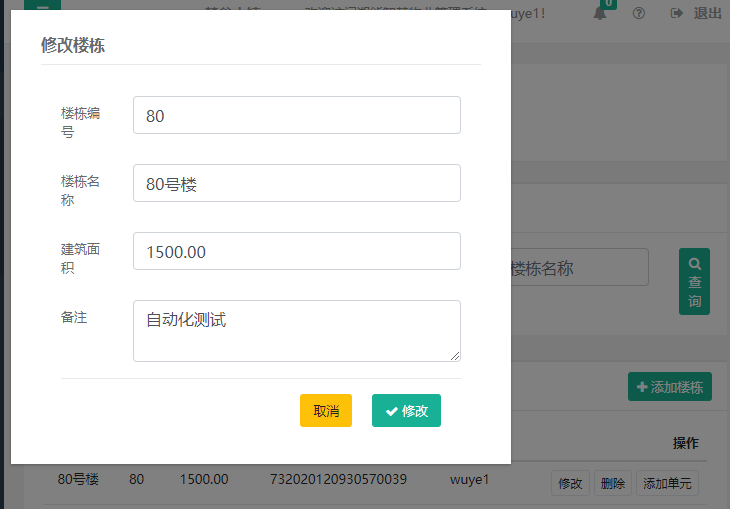 0
退出
修改楼栋
楼栋编号
80
楼栋名称
80号楼
建筑面积
1500.00
备注
自动化测试
取消
修改
楼栋名称
查询
添加楼栋
操作
80号楼 80 1500.00 732020120930570039 wuye1 修改 删除 添加单元